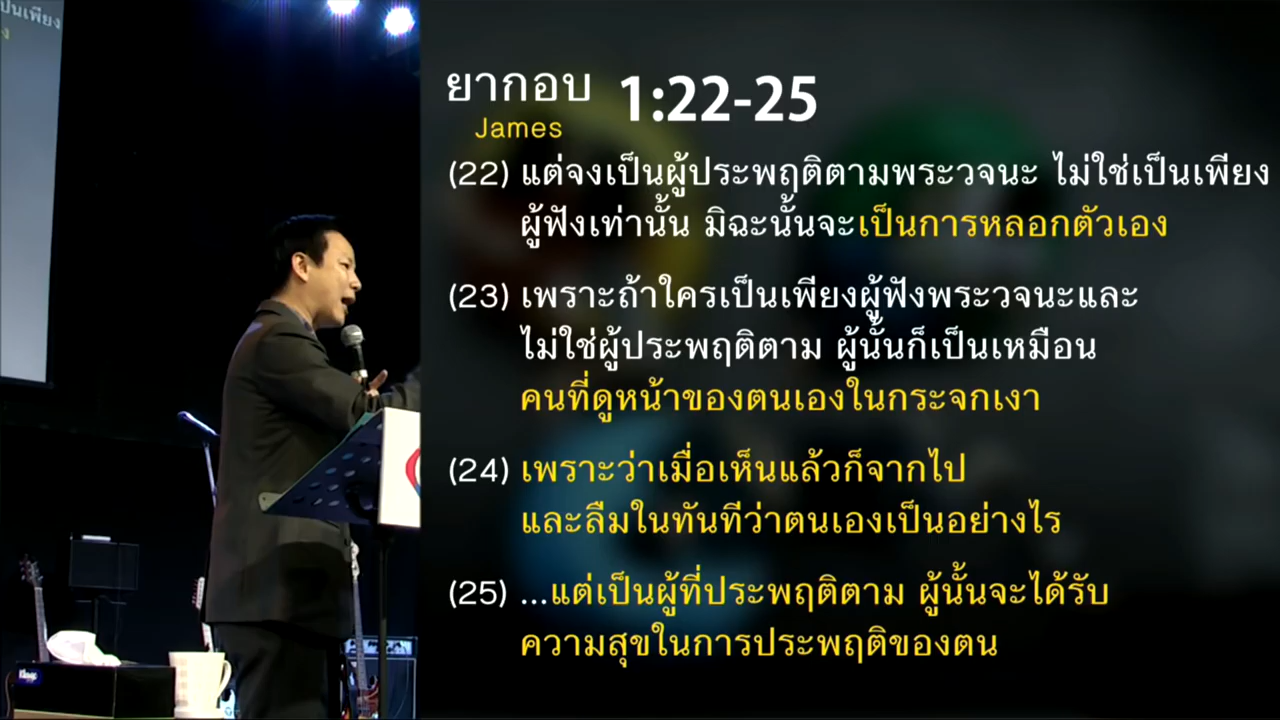 ปนเพียง
ง
ยากอบ 1:22-25
James
(22) แต่จงเป็นผู้ประพฤติตามพระวจนะ ไม่ใช่เป็นเพียง
ผู้ฟังเท่านั้น มิฉะนั้นจะเป็นการหลอกตัวเอง
(23) เพราะถ้าใครเป็นเพียงผู้ฟังพระวจนะและ
ไม่ใช่ผู้ประพฤติตาม ผู้นั้นก็เป็นเหมือน
คนที่ดูหน้าของตนเองในกระจกเงา
(24) เพราะว่าเมื่อเห็นแล้วก็จากไป
และลืมในทันทีว่าตนเองเป็นอย่างไร
(25) ...แต่เป็นผู้ที่ประพฤติตาม ผู้นั้นจะได้รับ
ความสุขในการประพฤติของตน